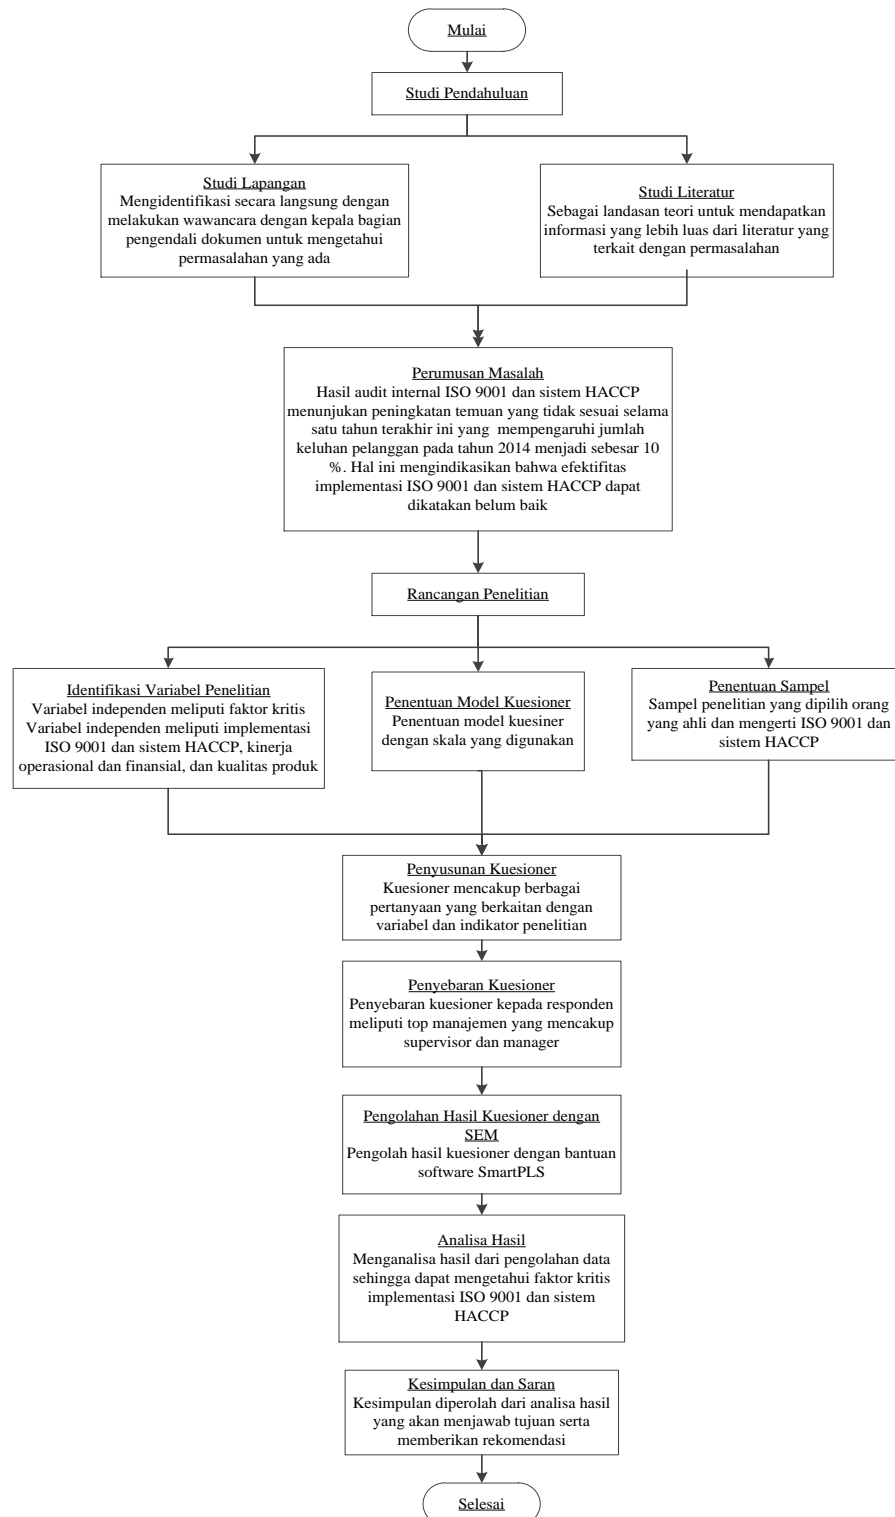 Mulai
Studi Pendahuluan
Studi Lapangan
Mengidentifikasi secara langsung dengan
melakukan wawancara dengan kepala bagian
pengendali dokumen untuk mengetahui
permasalahan yang ada
Studi Literatur
Sebagai landasan teori untuk mendapatkan
informasi yang lebih luas dari literatur yang
terkait dengan permasalahan
Perumusan Masalah
Hasil audit internal ISO 9001 dan sistem HACCP
menunjukan peningkatan temuan yang tidak sesuai selama
satu tahun terakhir ini yang  mempengaruhi jumlah
keluhan pelanggan pada tahun 2014 menjadi sebesar 10
%. Hal ini mengindikasikan bahwa efektifitas
implementasi ISO 9001 dan sistem HACCP dapat
dikatakan belum baik
Rancangan Penelitian
Identifikasi Variabel Penelitian
Variabel independen meliputi faktor kritis
Variabel independen meliputi implementasi
ISO 9001 dan sistem HACCP, kinerja
operasional dan finansial, dan kualitas produk
Penentuan Model Kuesioner
Penentuan model kuesiner
dengan skala yang digunakan
Penentuan Sampel
Sampel penelitian yang dipilih orang
yang ahli dan mengerti ISO 9001 dan
sistem HACCP
Penyusunan Kuesioner
Kuesioner mencakup berbagai
pertanyaan yang berkaitan dengan
variabel dan indikator penelitian
Penyebaran Kuesioner
Penyebaran kuesioner kepada responden
meliputi top manajemen yang mencakup
supervisor dan manager
Pengolahan Hasil Kuesioner dengan
SEM
Pengolah hasil kuesioner dengan bantuan
software SmartPLS
Analisa Hasil
Menganalisa hasil dari pengolahan data
sehingga dapat mengetahui faktor kritis
implementasi ISO 9001 dan sistem
HACCP
Kesimpulan dan Saran
Kesimpulan diperolah dari analisa hasil
yang akan menjawab tujuan serta
memberikan rekomendasi
Selesai